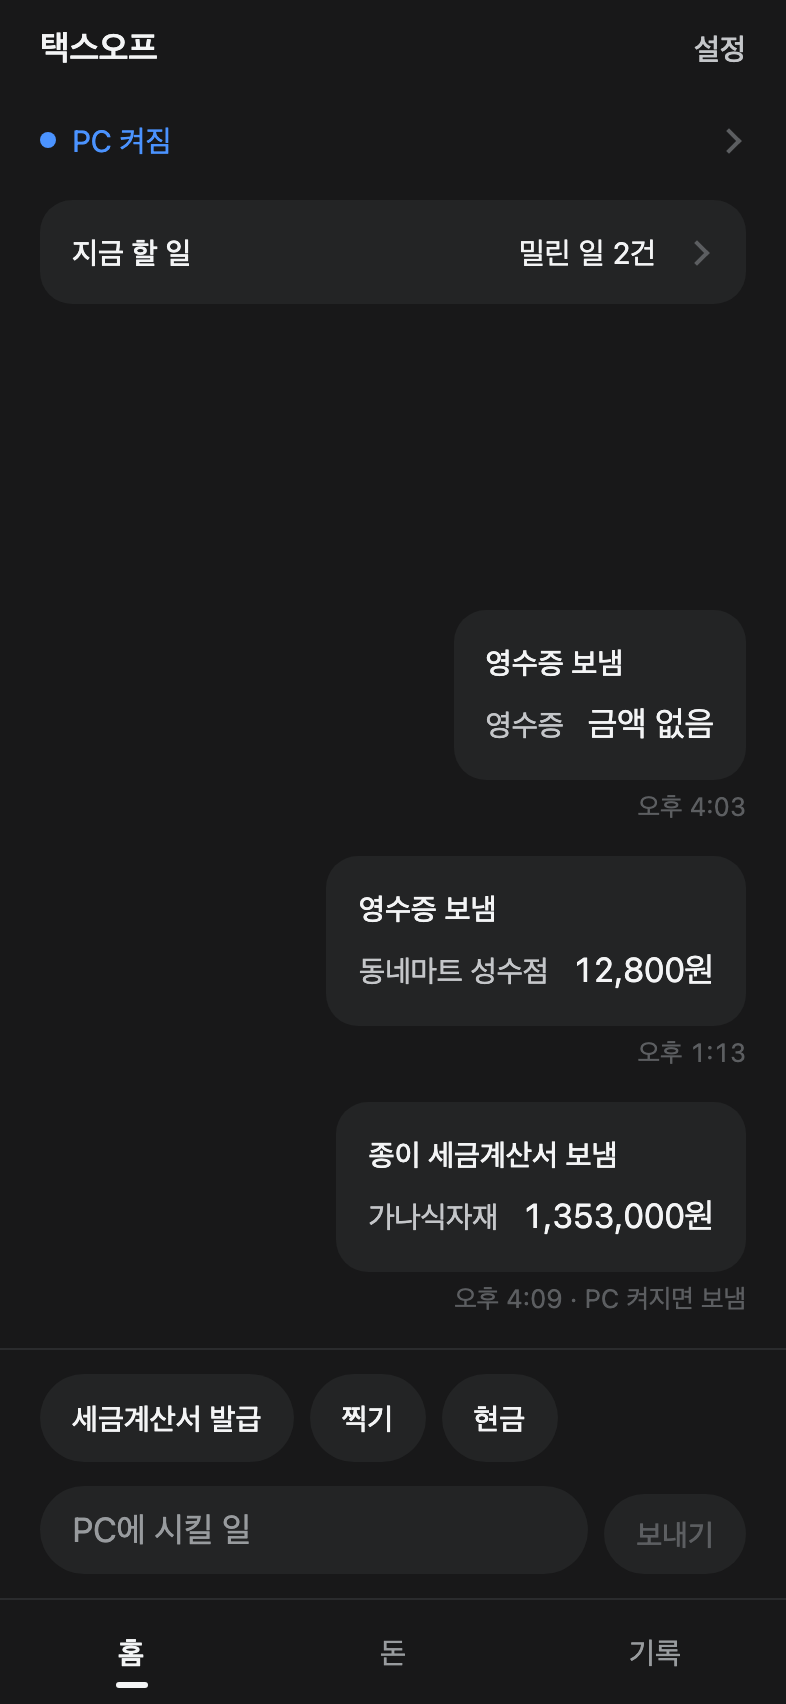 택스오프
설정
PC 켜짐
지금 할 일
밀린 일 2건
영수증 보냄
영수증 금액 없음
오후 4:03
영수증 보냄
동네마트 성수점 12,800원
오후 1:13
종이 세금계산서 보냄
가나식자재 1,353,000원
오후 4:09 · PC 켜지면 보냄
세금계산서 발급
찍기
현금
PC에 시킬 일
보내기
홈
돈
기록